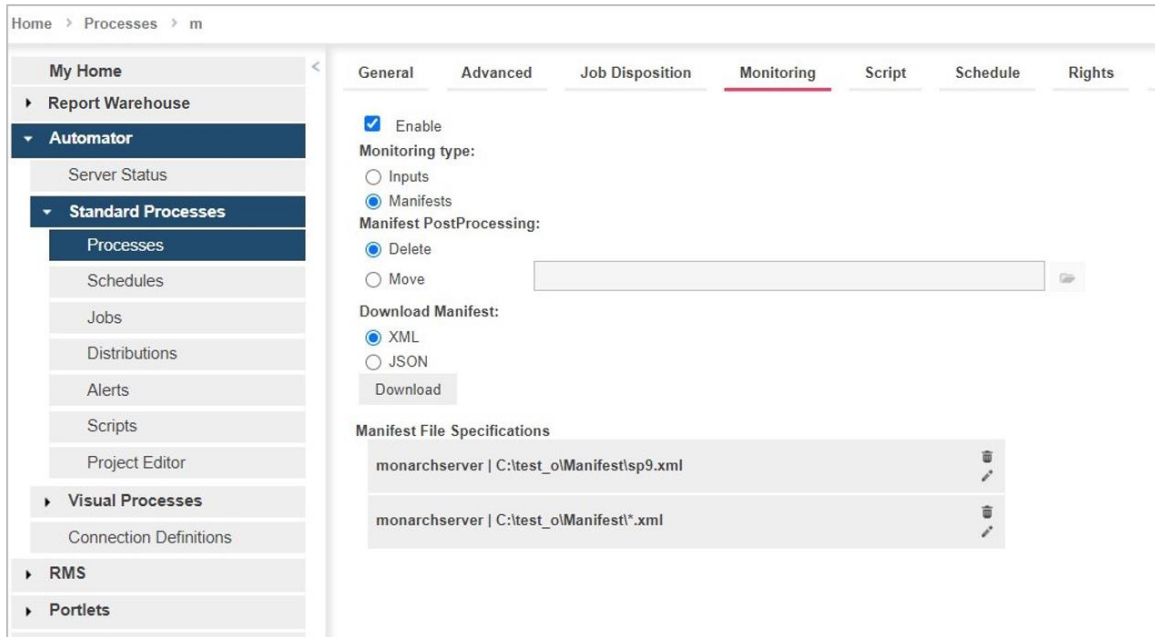 Home > Processes > m
My Home
Report Warehouse
Automator
Server Status
Standard Processes
Processes
Schedules
Jobs
Distributions
Alerts
Scripts
Project Editor
Visual Processes
Connection Definitions
RMS
Portlets
<
General Advanced Job Disposition Monitoring Script Schedule Rights
Enable
Monitoring type:
Inputs
Manifests
Manifest PostProcessing:
Delete
Move
Download Manifest:
XML
JSON
Download
Manifest File Specifications
monarchserver | C:\test_o\Manifest\sp9.xml
monarchserver | C:\test_o\Manifest\*.xml